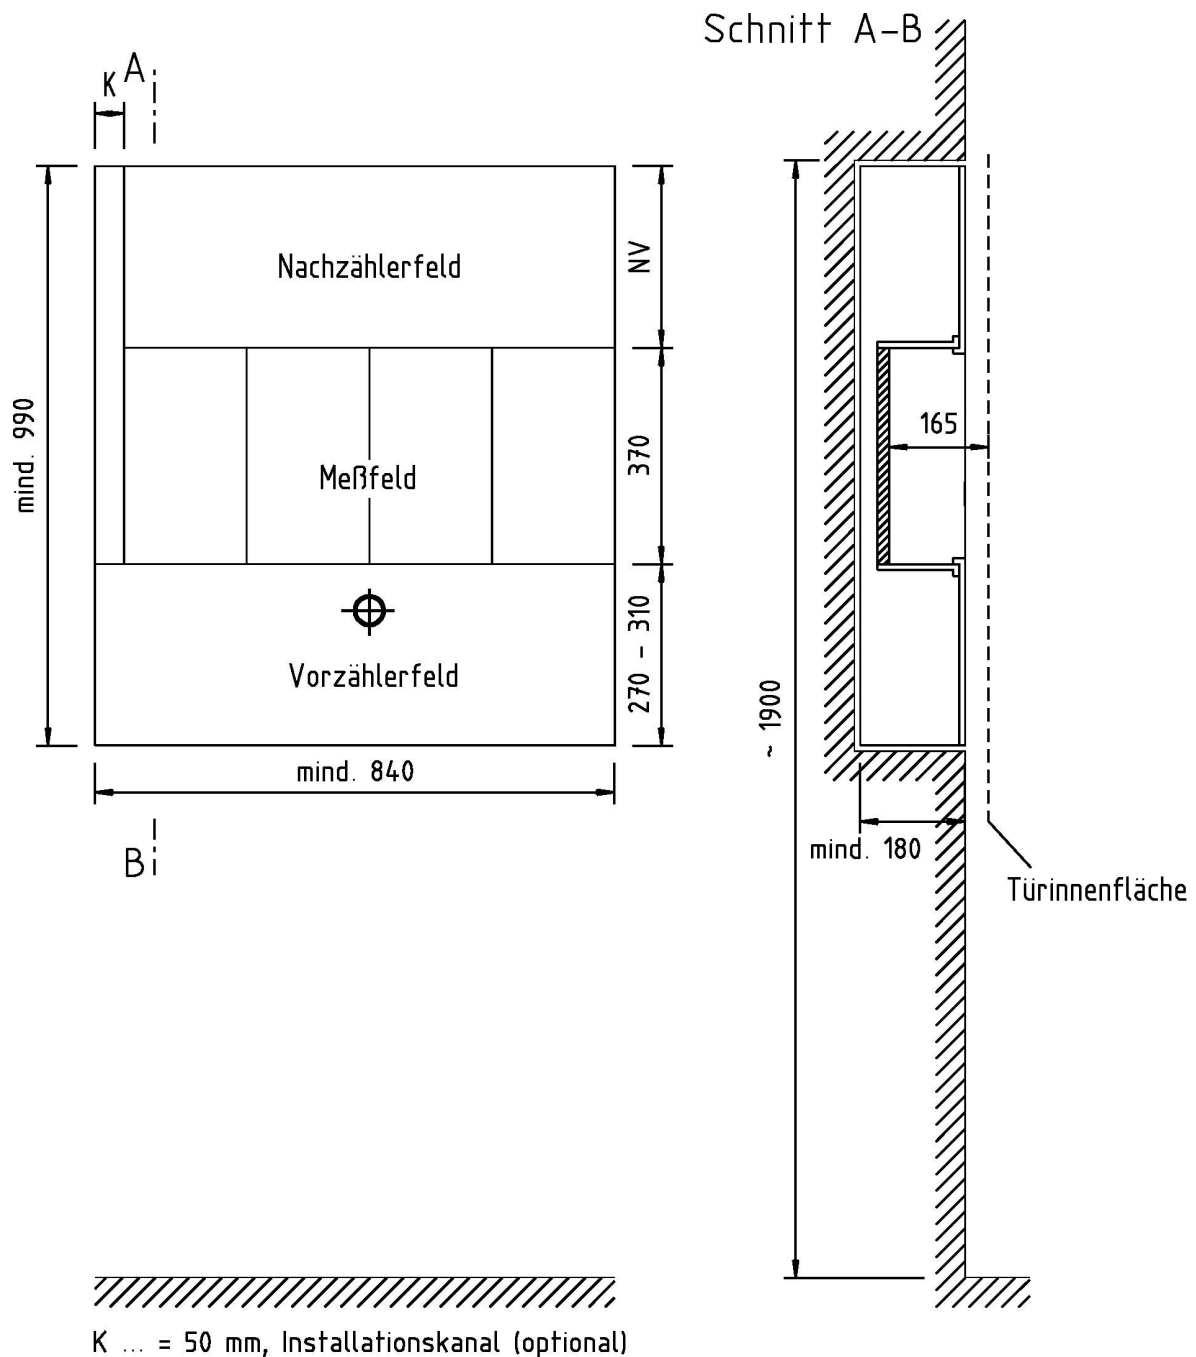 Schnitt A-B
A
K
Nachzählerfeld
NV
mind. 990
Meßfeld
370
165
Vorzählerfeld
270 - 310
~ 1900
mind. 840
mind. 180
B
Türinnenfläche
K ... = 50 mm, Installationskanal (optional)